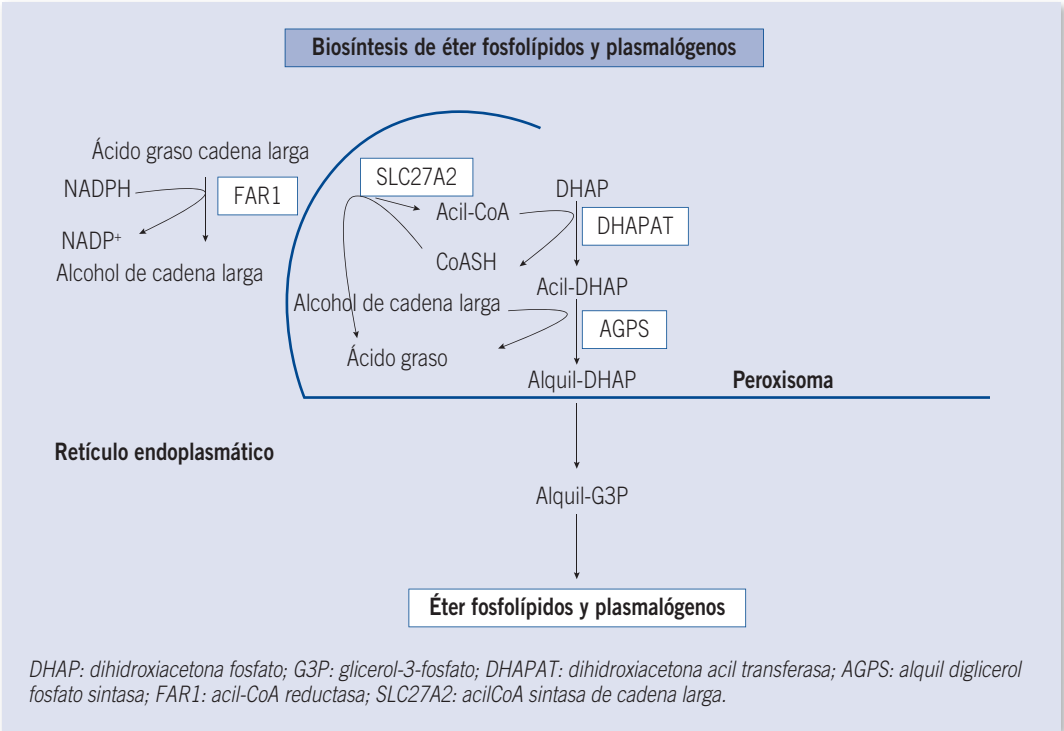 Biosíntesis de éter fosfolípidos y plasmalógenos
Ácido graso cadena larga
NADPH
FAR1
NADP+
Alcohol de cadena larga
SLC27A2
DHAP
Acil-CoA
DHAPAT
CoASH
Acil-DHAP
Alcohol de cadena larga
AGPS
Ácido graso
Alquil-DHAP
Peroxisoma
Retículo endoplasmático
Alquil-G3P
Éter fosfolípidos y plasmalógenos
DHAP: dihidroxiacetona fosfato; G3P: glicerol-3-fosfato; DHAPAT: dihidroxiacetona acil transferasa; AGPS: alquil diglicerol
fosfato sintasa; FAR1: acil-CoA reductasa; SLC27A2: acilCoA sintasa de cadena larga.